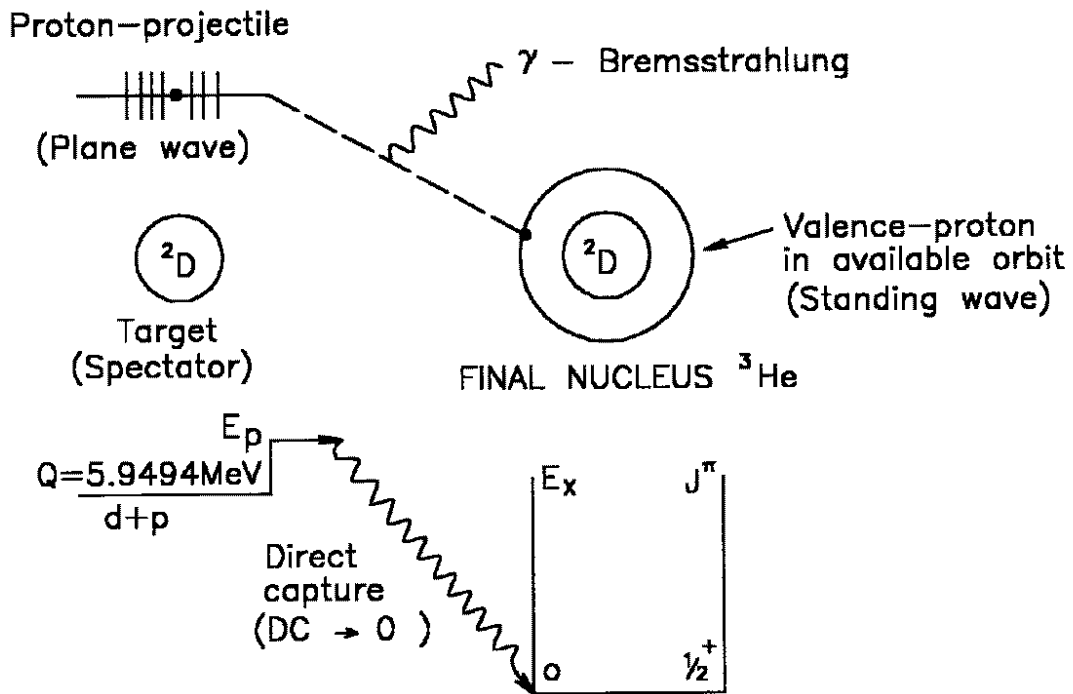 Proton—projectile
γ — Bremsstrahlung
(Plane wave)
²D
Target
(Spectator)
²D
Valence—proton
in available orbit
(Standing wave)
FINAL NUCLEUS ³He
Eₚ
Q=5.9494MeV
d+p
Direct
capture
(DC → 0 )
Eₓ Jᵖⁱ
0 ½⁺